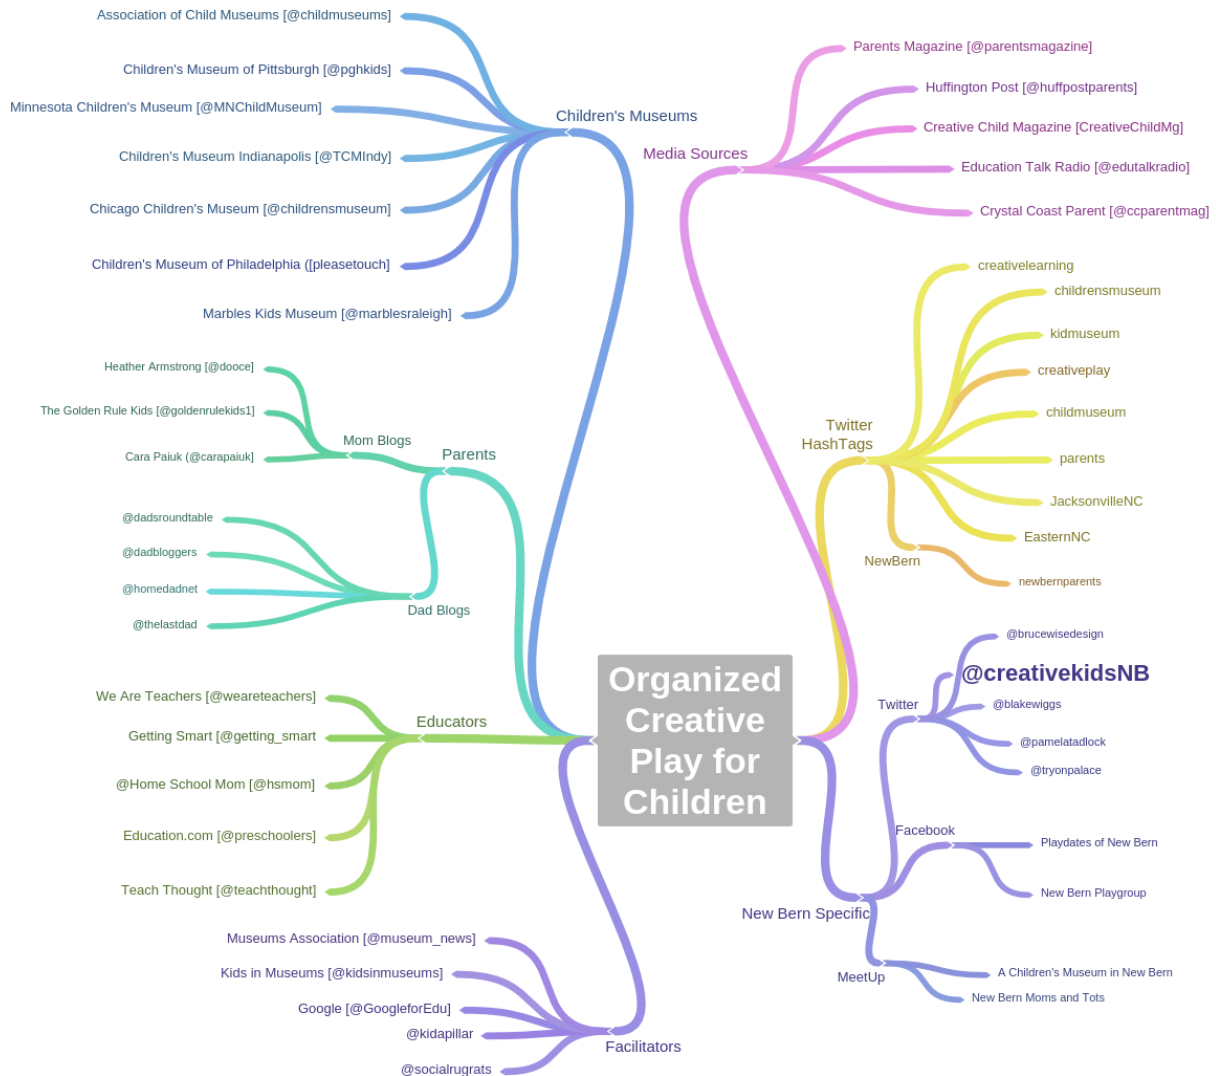 Organized
Creative
Play for
Children
Children's Museums
Association of Child Museums [@childmuseums]
Children's Museum of Pittsburgh [@pghkids]
Minnesota Children's Museum [@MNChildMuseum]
Children's Museum Indianapolis [@TCMIndy]
Chicago Children's Museum [@childrensmuseum]
Children's Museum of Philadelphia ([pleasetouch]
Marbles Kids Museum [@marblesraleigh]
Parents
Mom Blogs
Heather Armstrong [@dooce]
The Golden Rule Kids [@goldenrulekids1]
Cara Paiuk (@carapaiuk]
Dad Blogs
@dadsroundtable
@dadbloggers
@homedadnet
@thelastdad
Educators
We Are Teachers [@weareteachers]
Getting Smart [@getting_smart
@Home School Mom [@hsmom]
Education.com [@preschoolers]
Teach Thought [@teachthought]
Facilitators
Museums Association [@museum_news]
Kids in Museums [@kidsinmuseums]
Google [@GoogleforEdu]
@kidapillar
@socialrugrats
Media Sources
Parents Magazine [@parentsmagazine]
Huffington Post [@huffpostparents]
Creative Child Magazine [CreativeChildMg]
Education Talk Radio [@edutalkradio]
Crystal Coast Parent [@ccparentmag]
Twitter
HashTags
creativelearning
childrensmuseum
kidmuseum
creativeplay
childmuseum
parents
JacksonvilleNC
EasternNC
NewBern
newbernparents
New Bern Specific
Twitter
@brucewisedesign
@creativekidsNB
@blakewiggs
@pamelatadlock
@tryonpalace
Facebook
Playdates of New Bern
New Bern Playgroup
MeetUp
A Children's Museum in New Bern
New Bern Moms and Tots